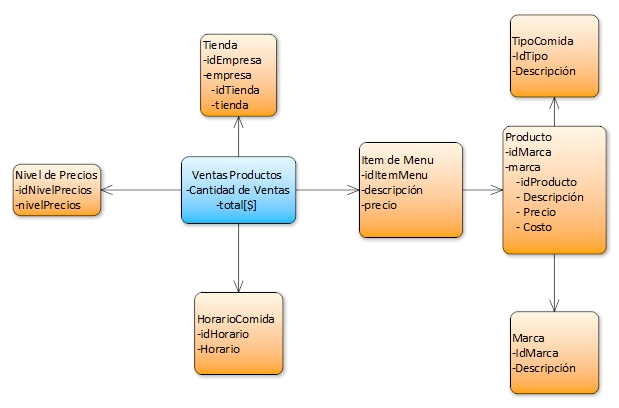 Tienda
-idEmpresa
-empresa
-idTienda
-tienda
TipoComida
-IdTipo
-Descripción
Nivel de Precios
-idNivelPrecios
-nivelPrecios
Ventas Productos
-Cantidad de Ventas
-total[$]
Item de Menu
-idItemMenu
-descripción
-precio
Producto
-idMarca
-marca
- idProducto
- Descripción
- Precio
- Costo
HorarioComida
-idHorario
-Horario
Marca
-IdMarca
-Descripción